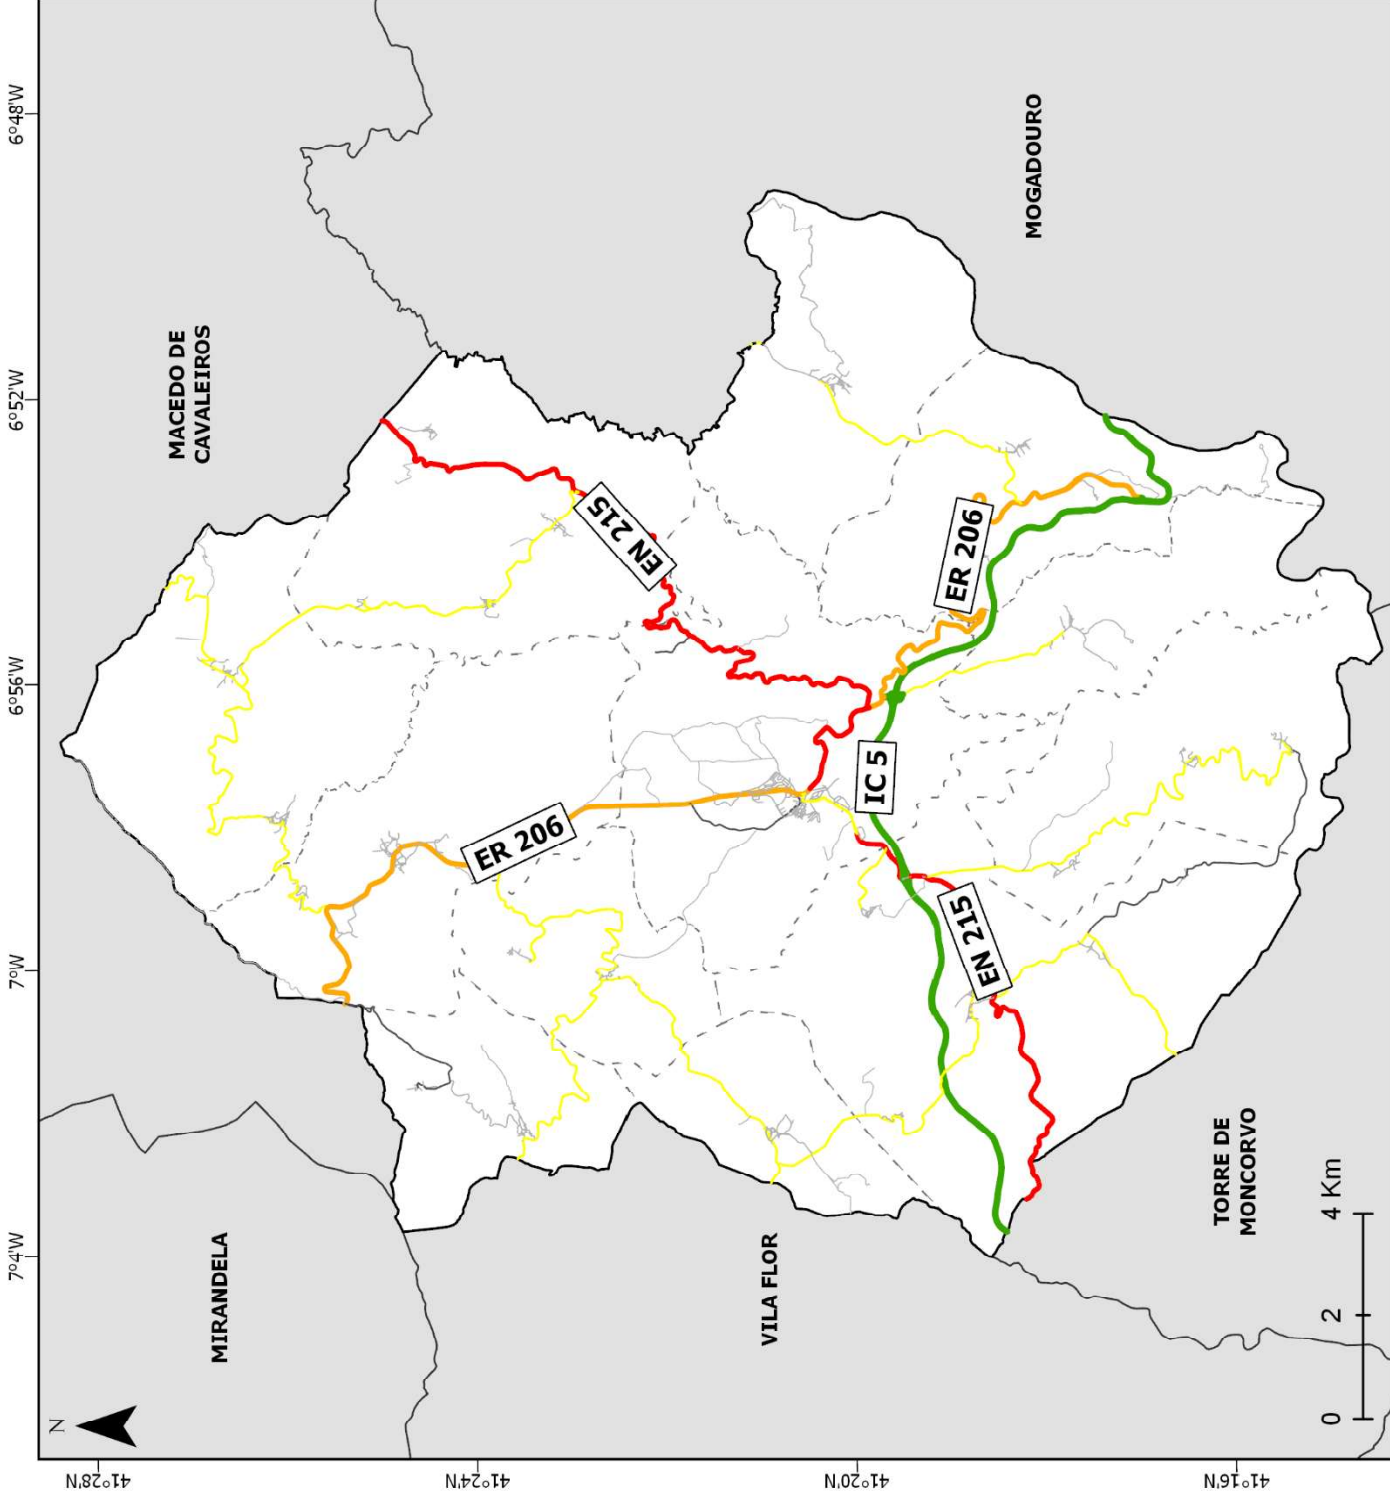 7°4'W
7°W
6°56'W
6°52'W
6°48'W
N
41°28'N
MACEDO DE
CAVALEIROS
MIRANDELA
41°24'N
ER 206
EN 215
VILA FLOR
41°20'N
IC 5
ER 206
EN 215
MOGADOURO
TORRE DE
MONCORVO
41°16'N
0 2 4 Km